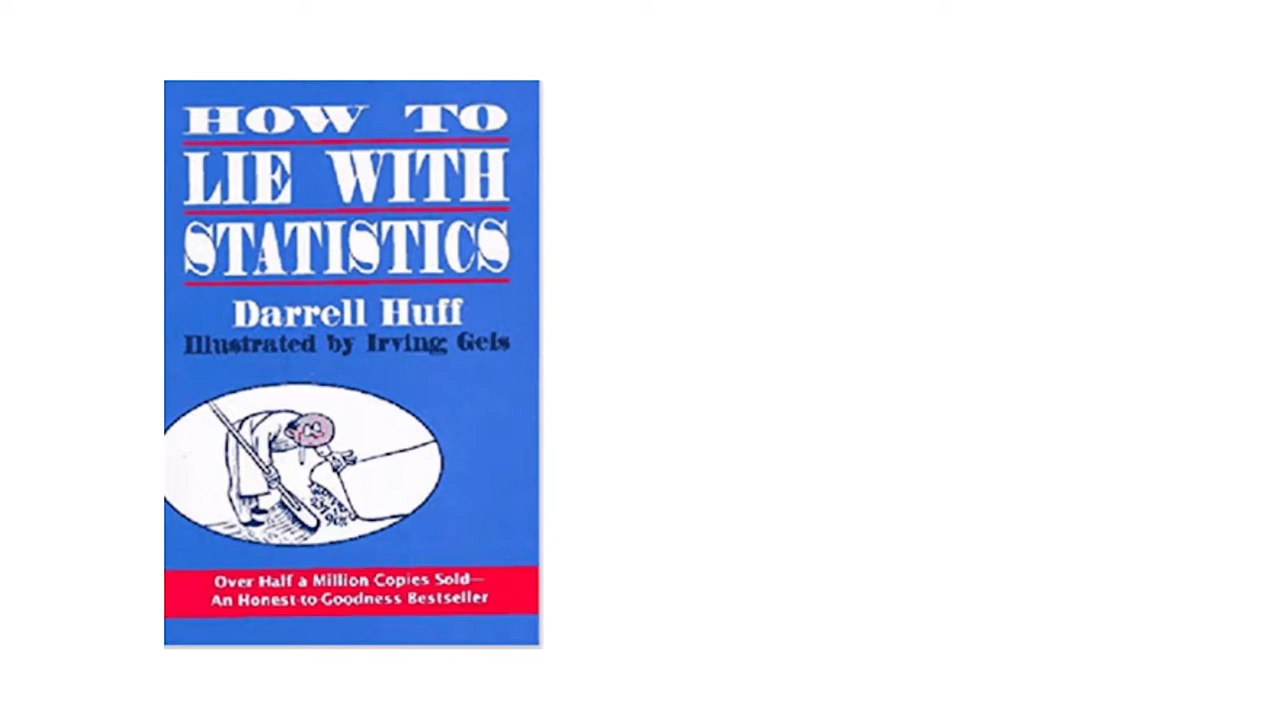 HOW TO
LIE WITH
STATISTICS
Darrell Huff
Illustrated by Irving Geis
Over Half a Million Copies Sold—
An Honest-to-Goodness Bestseller